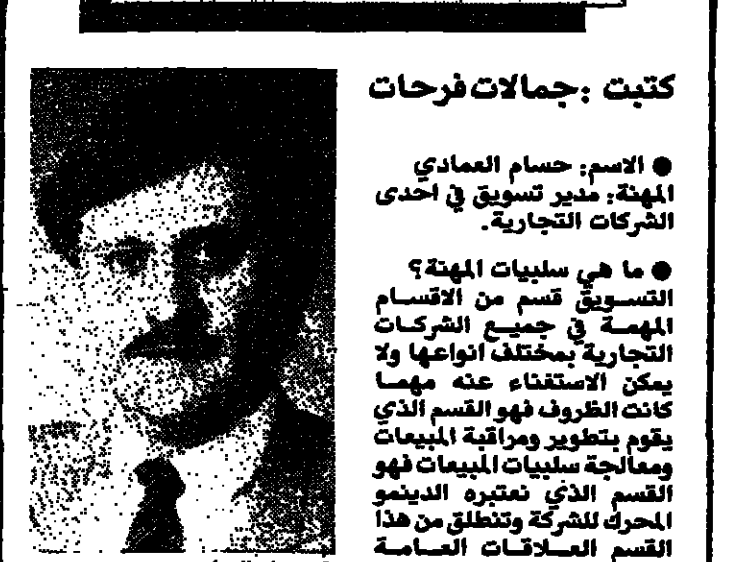 كتبت :جمالات فرحات
● الاسم: حسام العمادي
المهنة: مدير تسويق في احدى
الشركات التجارية.
● ما هي سلبيات المهنة؟
التسويق قسم من الاقسام
المهمة في جميع الشركات
التجارية بمختلف انواعها ولا
يمكن الاستغناء عنه مهما
كانت الظروف فهو القسم الذي
يقوم بتطوير ومراقبة المبيعات
ومعالجة سلبيات المبيعات فهو
القسم الذي نعتبره الدينمو
المحرك للشركة وتنطلق من هذا
القسم العلاقات العامة